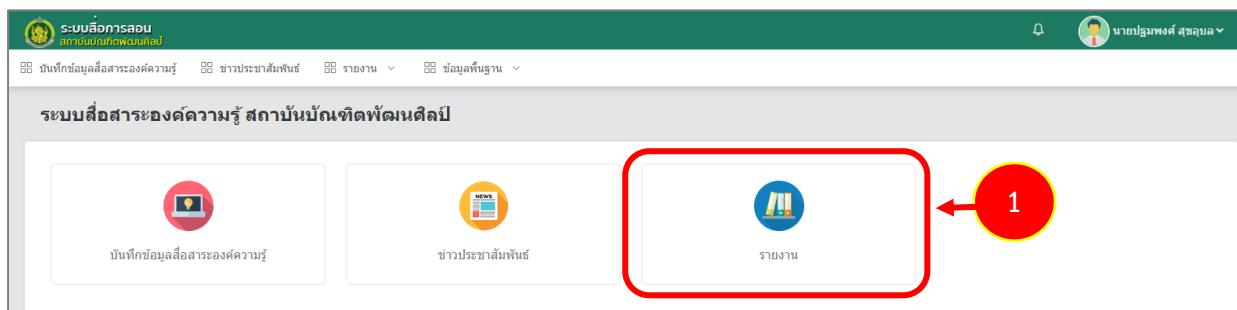 ระบบสื่อการสอน
สถาบันบัณฑิตพัฒนศิลป์
นายปฐมพงศ์ สุขอุบล
บันทึกข้อมูลสื่อสาระองค์ความรู้ ข่าวประชาสัมพันธ์ รายงาน ข้อมูลพื้นฐาน
ระบบสื่อสาระองค์ความรู้ สถาบันบัณฑิตพัฒนศิลป์
NEWS
1
บันทึกข้อมูลสื่อสาระองค์ความรู้ ข่าวประชาสัมพันธ์ รายงาน